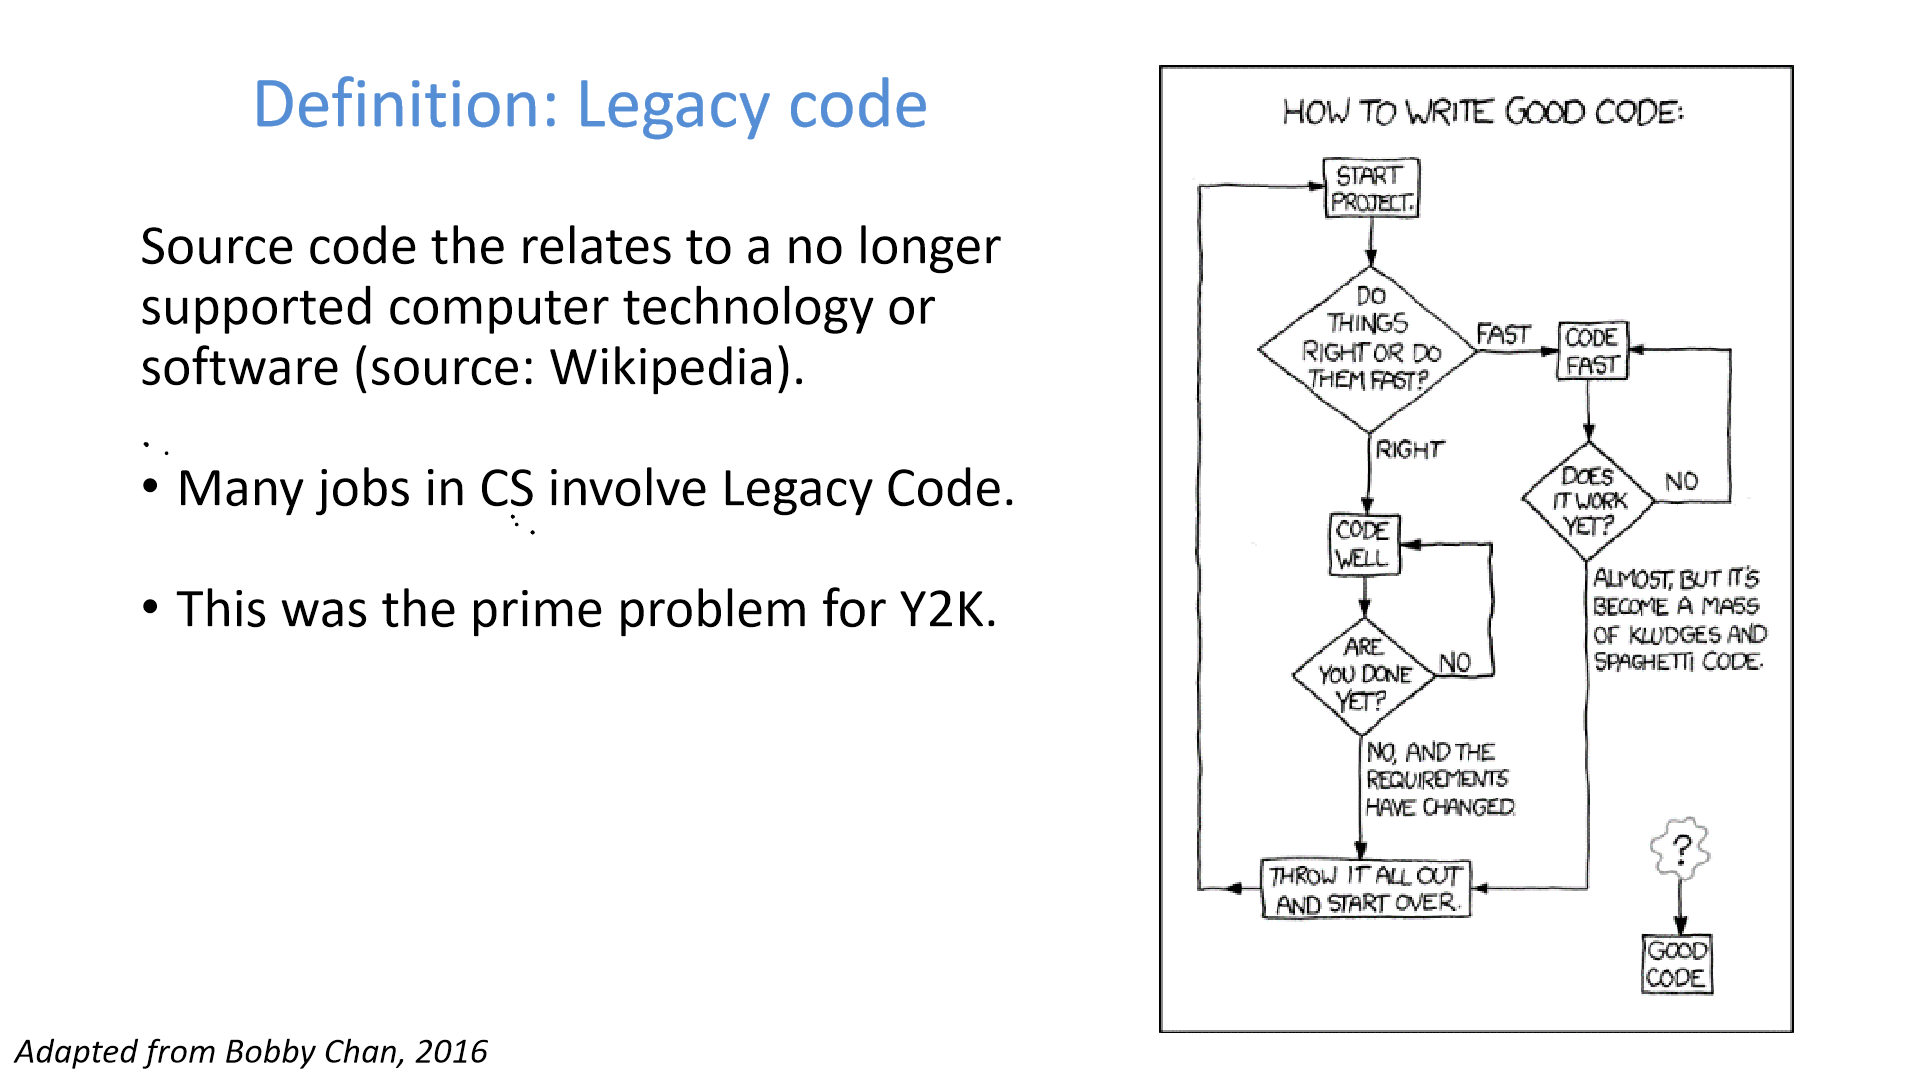 Definition: Legacy code
Source code the relates to a no longer
supported computer technology or
software (source: Wikipedia).
• Many jobs in CS involve Legacy Code.
• This was the prime problem for Y2K.
Adapted from Bobby Chan, 2016
HOW TO WRITE GOOD CODE:
START
PROJECT.
DO
THINGS
RIGHT OR DO
THEM FAST?
FAST
CODE
FAST
RIGHT
DOES
IT WORK
YET?
NO
CODE
WELL
ALMOST, BUT IT'S
BECOME A MASS
OF KLUDGES AND
SPAGHETTI CODE.
ARE
YOU DONE
YET?
NO
NO, AND THE
REQUIREMENTS
HAVE CHANGED.
THROW IT ALL OUT
AND START OVER.
?
GOOD
CODE